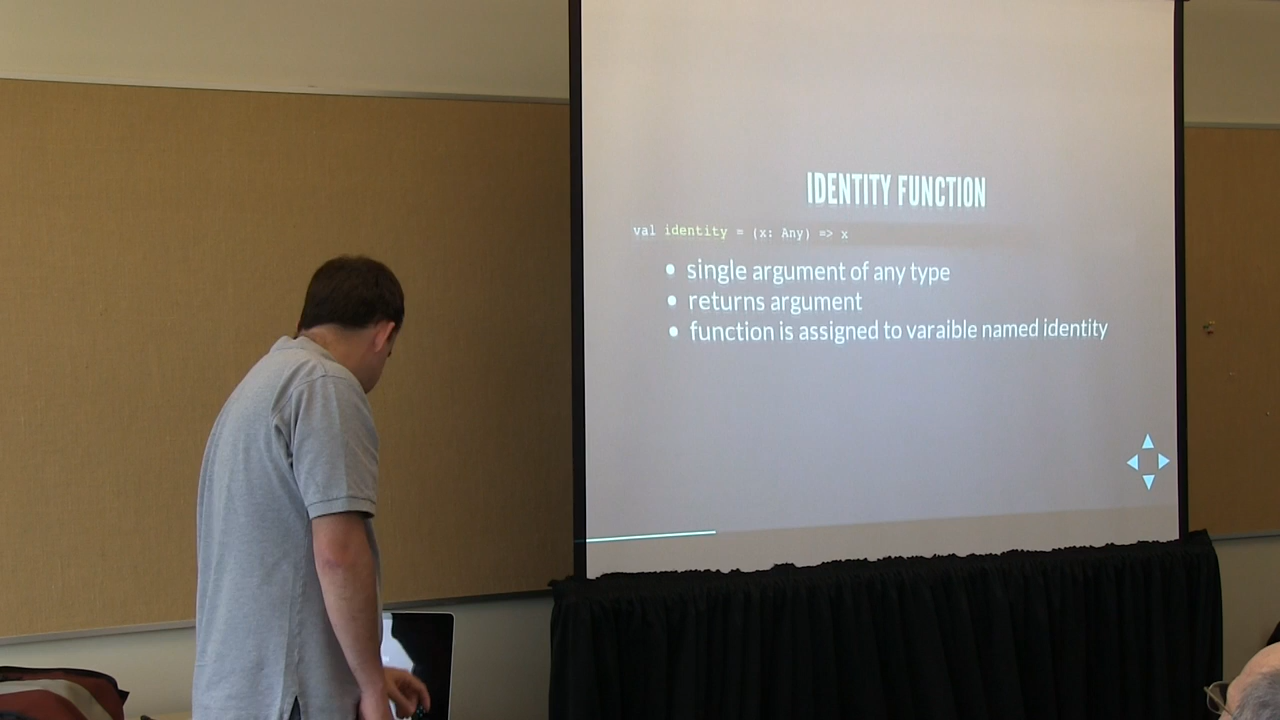 IDENTITY FUNCTION
val identity = (x: Any) => x
single argument of any type
returns argument
function is assigned to varaible named identity